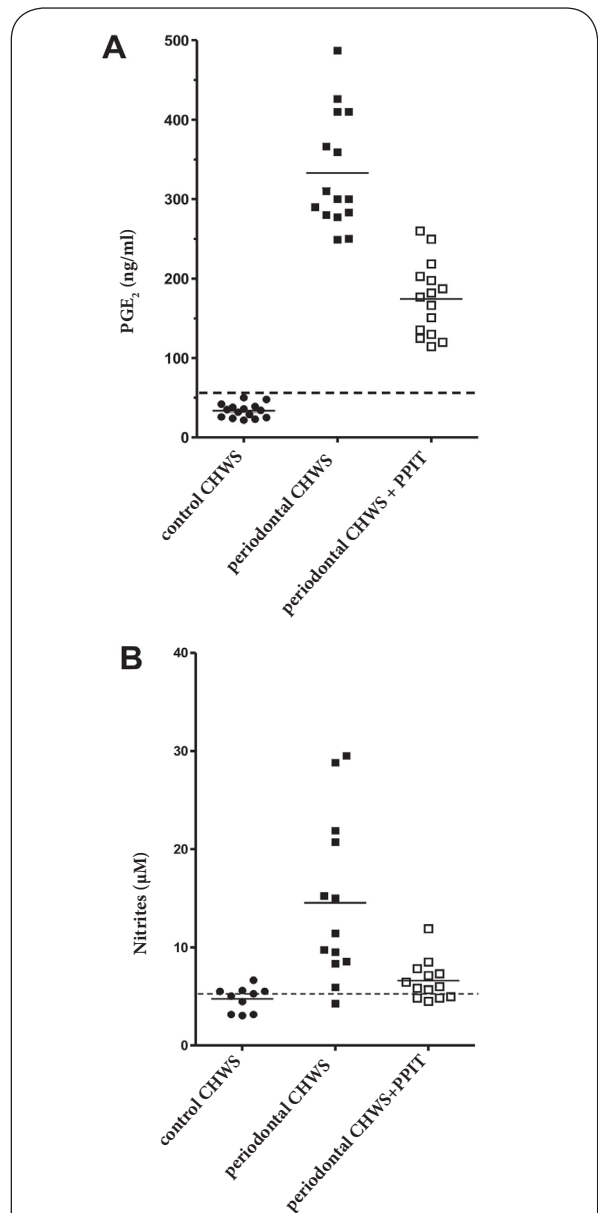 A
500
400
300
200
100
0
PGE₂ (ng/ml)
control CHWS
periodontal CHWS
periodontal CHWS + PPIT
B
40
30
20
10
0
Nitrites (µM)
control CHWS
periodontal CHWS
periodontal CHWS+PPIT